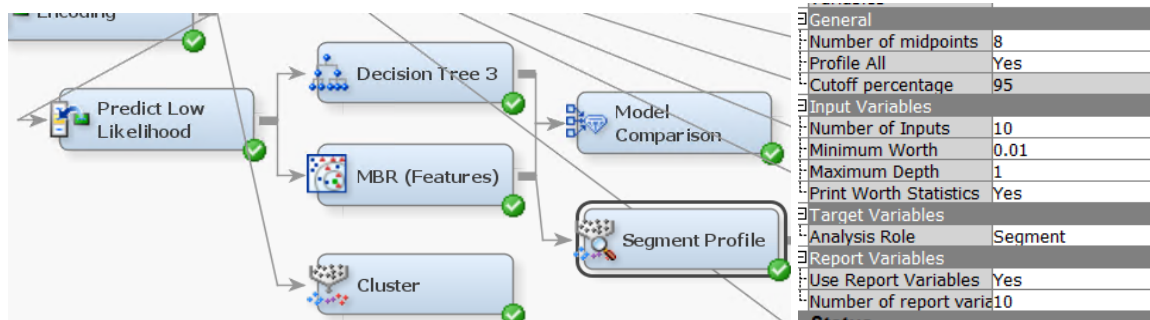 Encoding
Predict Low
Likelihood
Decision Tree 3
MBR (Features)
Cluster
Model
Comparison
Segment Profile
Variables
General
Number of midpoints 8
Profile All Yes
Cutoff percentage 95
Input Variables
Number of Inputs 10
Minimum Worth 0.01
Maximum Depth 1
Print Worth Statistics Yes
Target Variables
Analysis Role Segment
Report Variables
Use Report Variables Yes
Number of report varia 10
Status